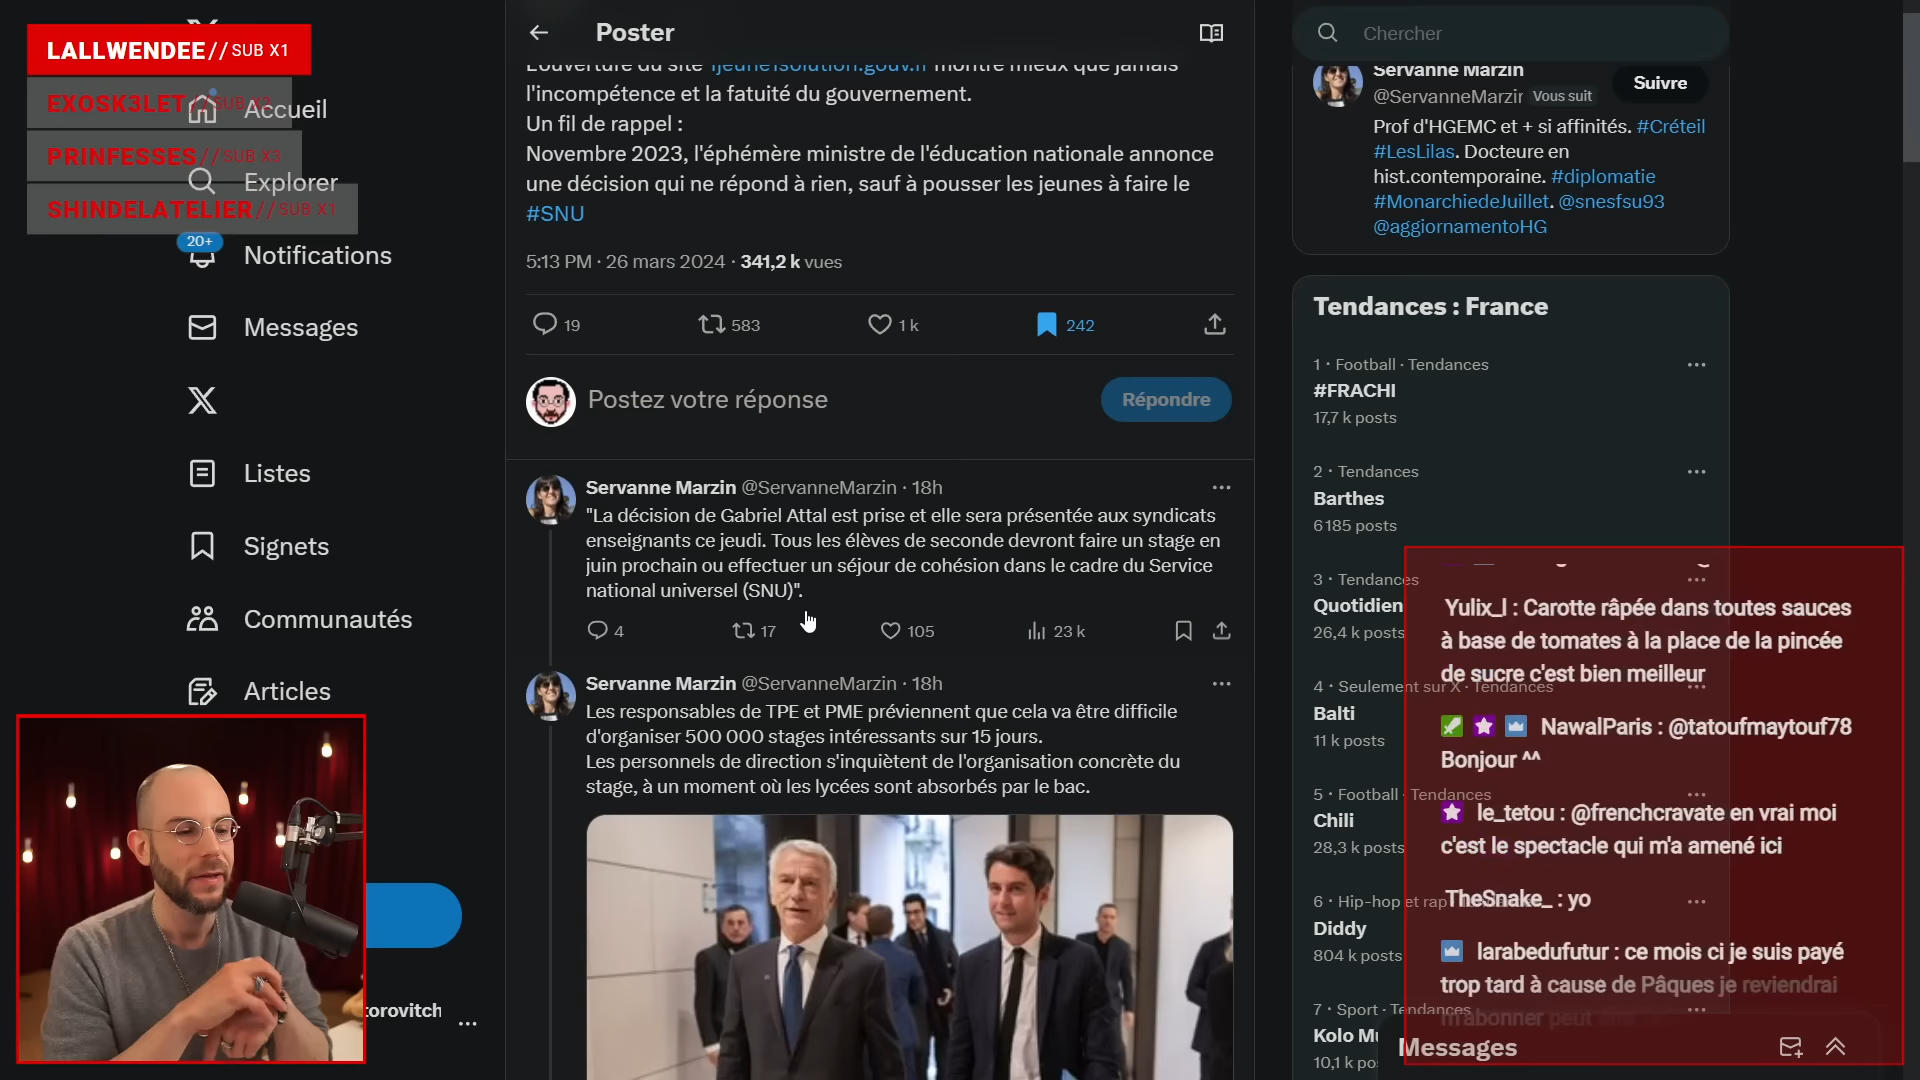 LALLWENDEE// SUB X1
EXOSK3LET//SUB X2
PRINFESSES//SUB X3
SHINDELATELIER//SUB X1
Accueil
Explorer
20+
Notifications
Messages
Listes
Signets
Communautés
Articles
torovitch
Poster
L'ouverture du site 1jeune1solution.gouv.fr montre mieux que jamais
l'incompétence et la fatuité du gouvernement.
Un fil de rappel :
Novembre 2023, l'éphémère ministre de l'éducation nationale annonce
une décision qui ne répond à rien, sauf à pousser les jeunes à faire le
#SNU
5:13 PM · 26 mars 2024 · 341,2 k vues
19 583 1 k 242
Postez votre réponse
Répondre
Servanne Marzin @ServanneMarzin · 18h
"La décision de Gabriel Attal est prise et elle sera présentée aux syndicats
enseignants ce jeudi. Tous les élèves de seconde devront faire un stage en
juin prochain ou effectuer un séjour de cohésion dans le cadre du Service
national universel (SNU)".
4 17 105 23 k
Servanne Marzin @ServanneMarzin · 18h
Les responsables de TPE et PME préviennent que cela va être difficile
d'organiser 500 000 stages intéressants sur 15 jours.
Les personnels de direction s'inquiètent de l'organisation concrète du
stage, à un moment où les lycées sont absorbés par le bac.
Chercher
Servanne Marzin
@ServanneMarzir Vous suit
Suivre
Prof d'HGEMC et + si affinités. #Créteil
#LesLilas. Docteure en
hist.contemporaine. #diplomatie
#MonarchiedeJuillet. @snesfsu93
@aggiornamentoHG
Tendances : France
1 · Football · Tendances
#FRACHI
17,7 k posts
2 · Tendances
Barthes
6 185 posts
3 · Tendances
Quotidien
26,4 k posts
4 · Seulement sur X · Tendances
Balti
11 k posts
5 · Football · Tendances
Chili
28,3 k posts
6 · Hip-hop et rap
Diddy
804 k posts
7 · Sport · Tendances
Kolo Mu
10,1 k po
Yulix_l : Carotte râpée dans toutes sauces
à base de tomates à la place de la pincée
de sucre c'est bien meilleur
NawalParis : @tatoufmaytouf78
Bonjour ^^
le_tetou : @frenchcravate en vrai moi
c'est le spectacle qui m'a amené ici
TheSnake_ : yo
larabedufutur : ce mois ci je suis payé
trop tard à cause de Pâques je reviendrai
m'abonner peut
Messages